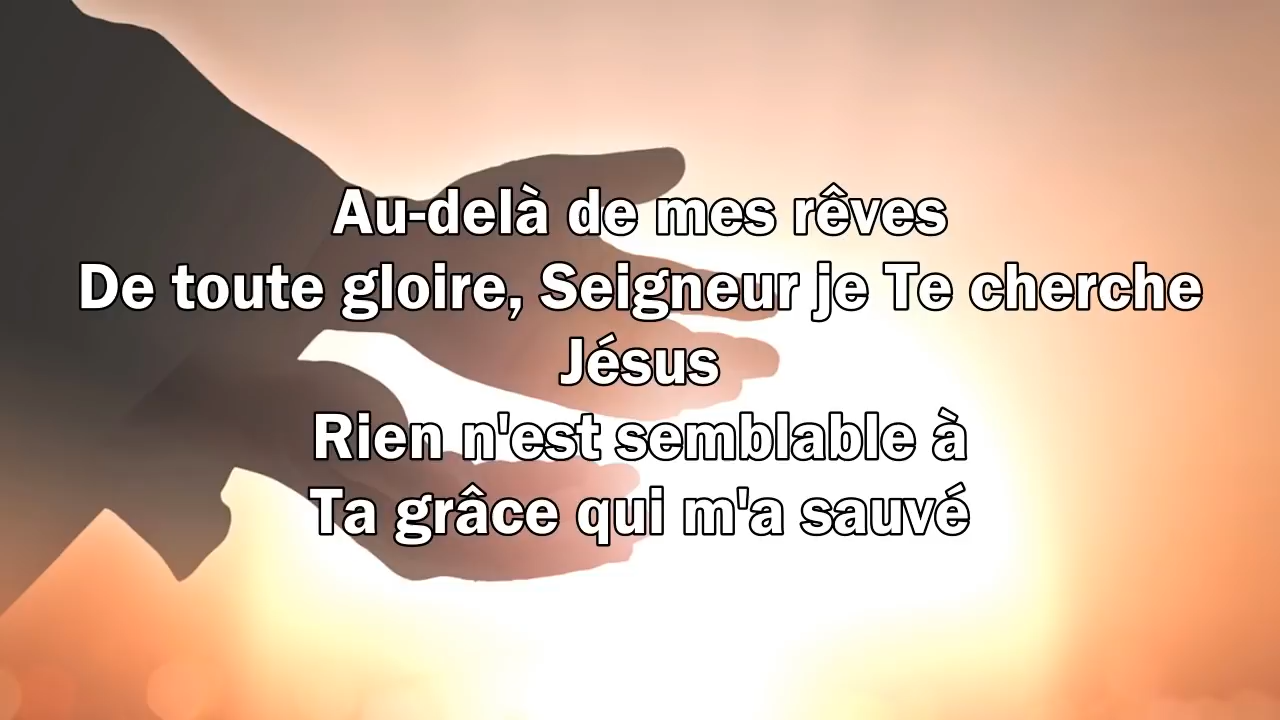 Au-delà de mes rêves
De toute gloire, Seigneur je Te cherche
Jésus
Rien n'est semblable à
Ta grâce qui m'a sauvé